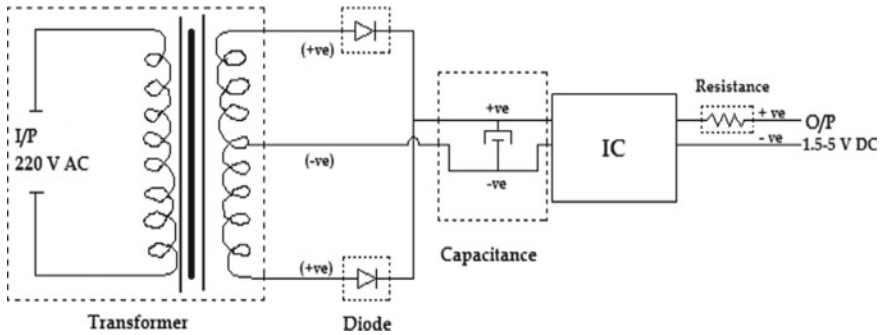 (+ve)
Resistance
+ve
+ ve
O/P
I/P
220 V AC
IC
- ve
1.5-5 V DC
(-ve)
-ve
Capacitance
(+ve)
Transformer
Diode